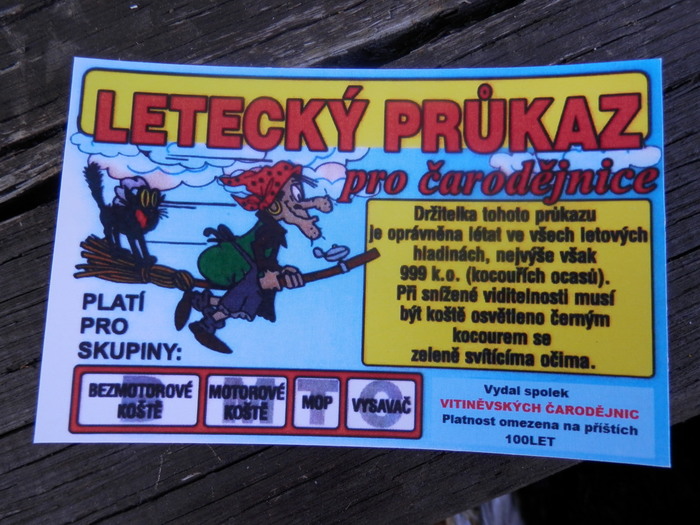 LETECKÝ PRŮKAZ
pro čarodějnice
Držitelka tohoto průkazu
je oprávněna létat ve všech letových
hladinách, nejvýše však
999 k.o. (kocouřích ocasů).
Při snížené viditelnosti musí
být koště osvětleno černým
kocourem se
zeleně svítícíma očima.
PLATÍ
PRO
SKUPINY:
BEZMOTOROVÉ
KOŠTĚ
MOTOROVÉ
KOŠTĚ
MOP
VYSAVAČ
Vydal spolek
VITINĚVSKÝCH ČARODĚJNIC
Platnost omezena na příštích
100LET